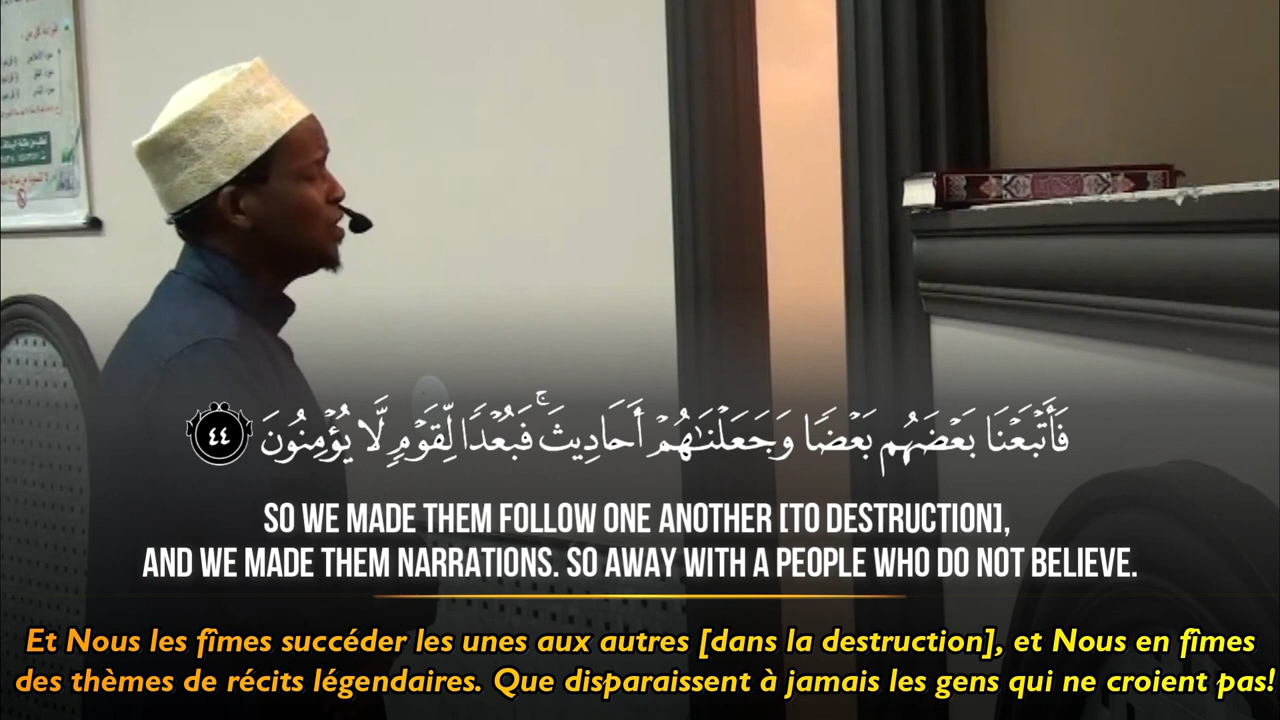 فَأَتْبَعْنَا بَعْضَهُم بَعْضًا وَجَعَلْنَـٰهُمْ أَحَادِيثَ ۚ فَبُعْدًا لِّقَوْمٍ لَّا يُؤْمِنُونَ ٤٤
SO WE MADE THEM FOLLOW ONE ANOTHER [TO DESTRUCTION],
AND WE MADE THEM NARRATIONS. SO AWAY WITH A PEOPLE WHO DO NOT BELIEVE.
Et Nous les fîmes succéder les unes aux autres [dans la destruction], et Nous en fîmes
des thèmes de récits légendaires. Que disparaissent à jamais les gens qui ne croient pas!